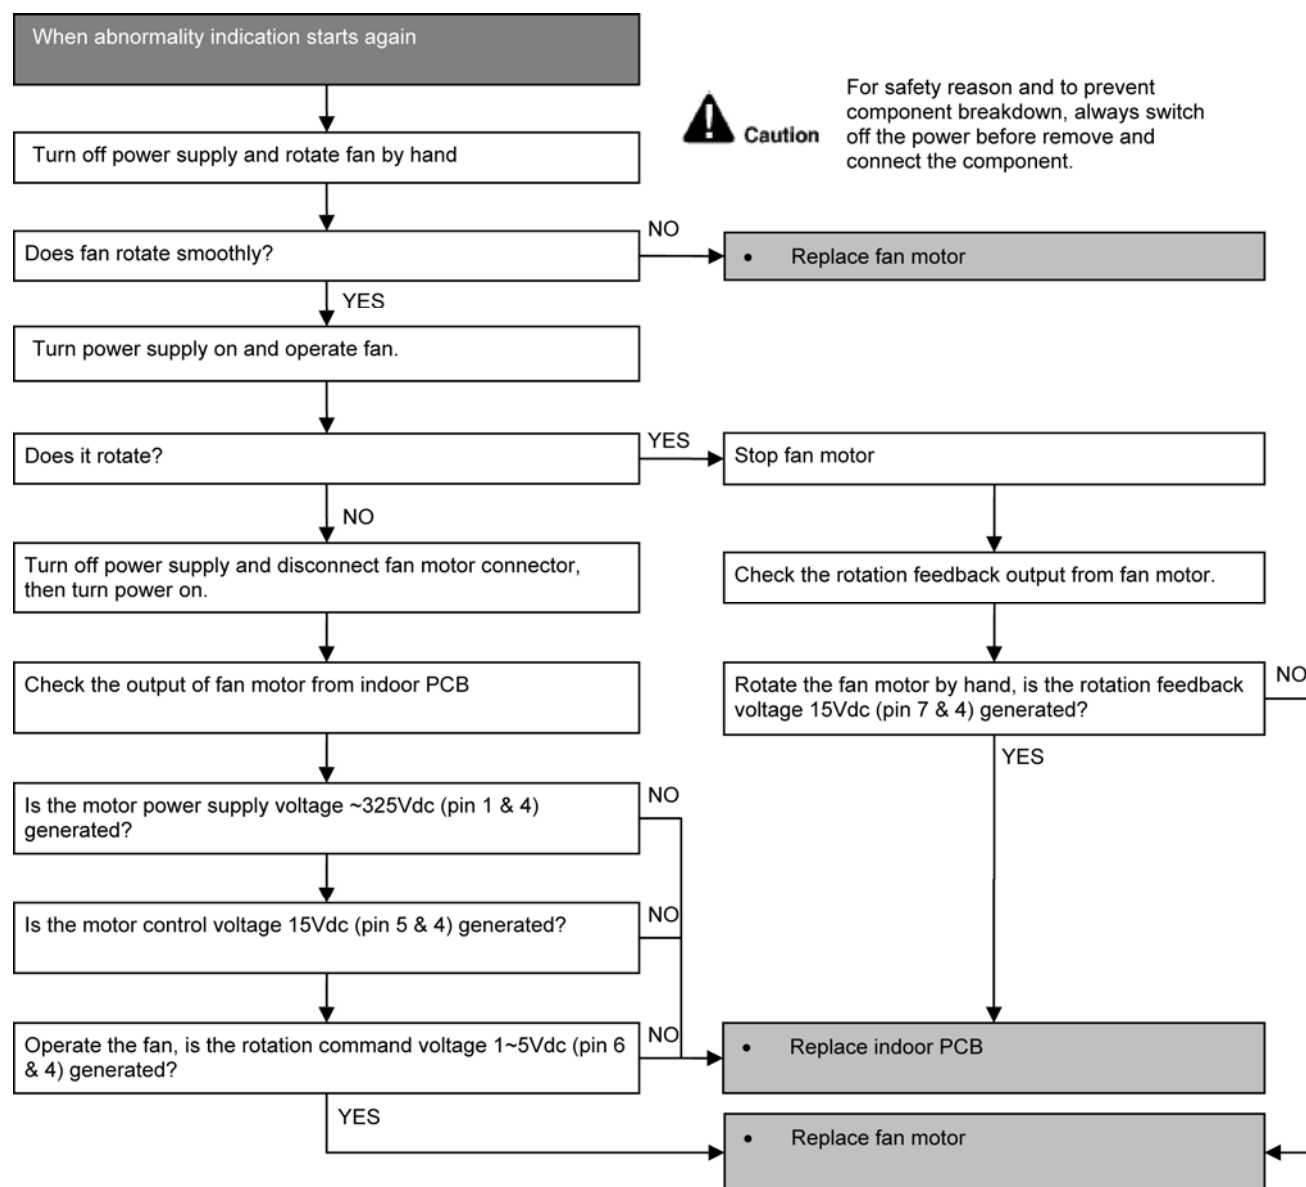 When abnormality indication starts again
For safety reason and to prevent
component breakdown, always switch
off the power before remove and
connect the component.
Caution
Turn off power supply and rotate fan by hand
Does fan rotate smoothly?
NO
• Replace fan motor
YES
Turn power supply on and operate fan.
Does it rotate?
YES
Stop fan motor
NO
Turn off power supply and disconnect fan motor connector,
then turn power on.
Check the rotation feedback output from fan motor.
Check the output of fan motor from indoor PCB
Rotate the fan motor by hand, is the rotation feedback
voltage 15Vdc (pin 7 & 4) generated?
NO
YES
Is the motor power supply voltage ~325Vdc (pin 1 & 4)
generated?
NO
Is the motor control voltage 15Vdc (pin 5 & 4) generated?
NO
Operate the fan, is the rotation command voltage 1~5Vdc (pin 6
& 4) generated?
NO
• Replace indoor PCB
YES
• Replace fan motor